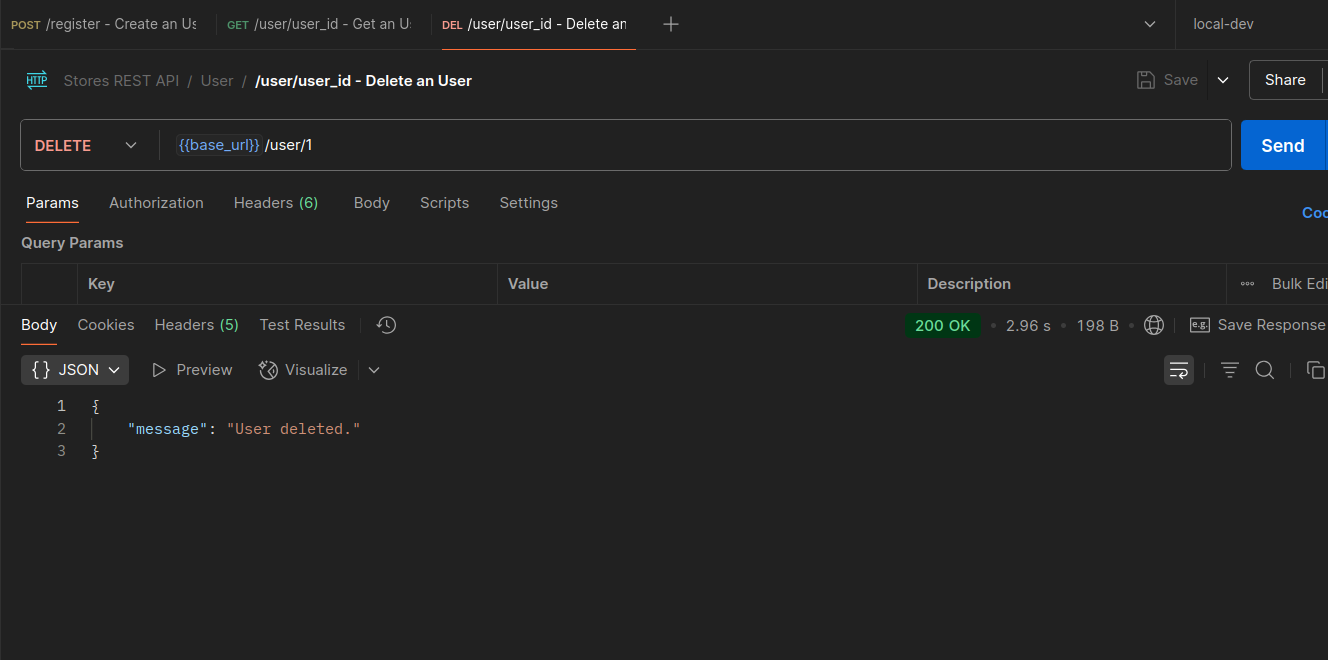 POST /register - Create an Us GET /user/user_id - Get an U DEL /user/user_id - Delete an local-dev
HTTP Stores REST API / User / /user/user_id - Delete an User Save Share
DELETE {{base_url}} /user/1 Send
Params Authorization Headers (6) Body Scripts Settings Coo
Query Params
Key Value Description Bulk Edi
Body Cookies Headers (5) Test Results 200 OK • 2.96 s • 198 B • e.g. Save Response
{} JSON Preview Visualize
1 {
2 "message": "User deleted."
3 }